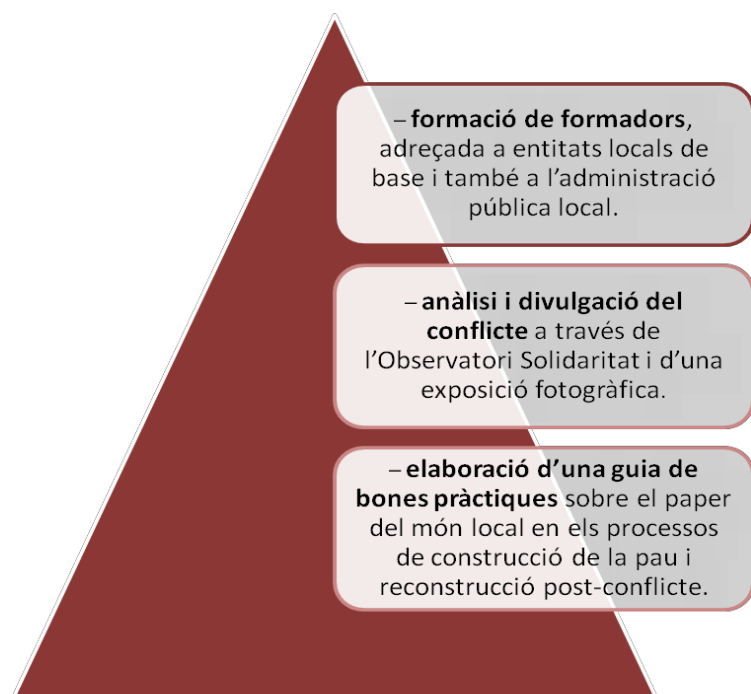 – formació de formadors,
adreçada a entitats locals de
base i també a l’administració
pública local.
– anàlisi i divulgació del
conflicte a través de
l’Observatori Solidaritat i d’una
exposició fotogràfica.
– elaboració d’una guia de
bones pràctiques sobre el paper
del món local en els processos
de construcció de la pau i
reconstrucció post-conflicte.